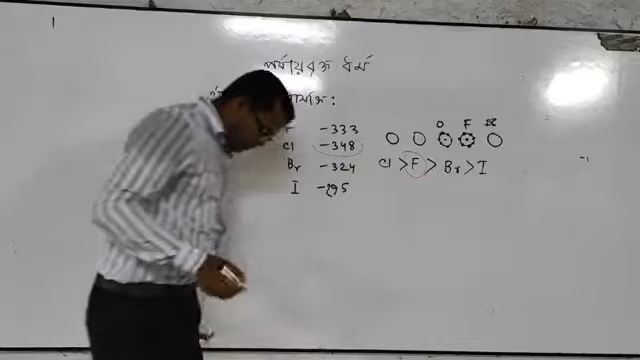 পর্যায়বৃত্ত ধর্ম
F -333
Cl -348
Br -324
I -295
O F
Cl > F > Br > I